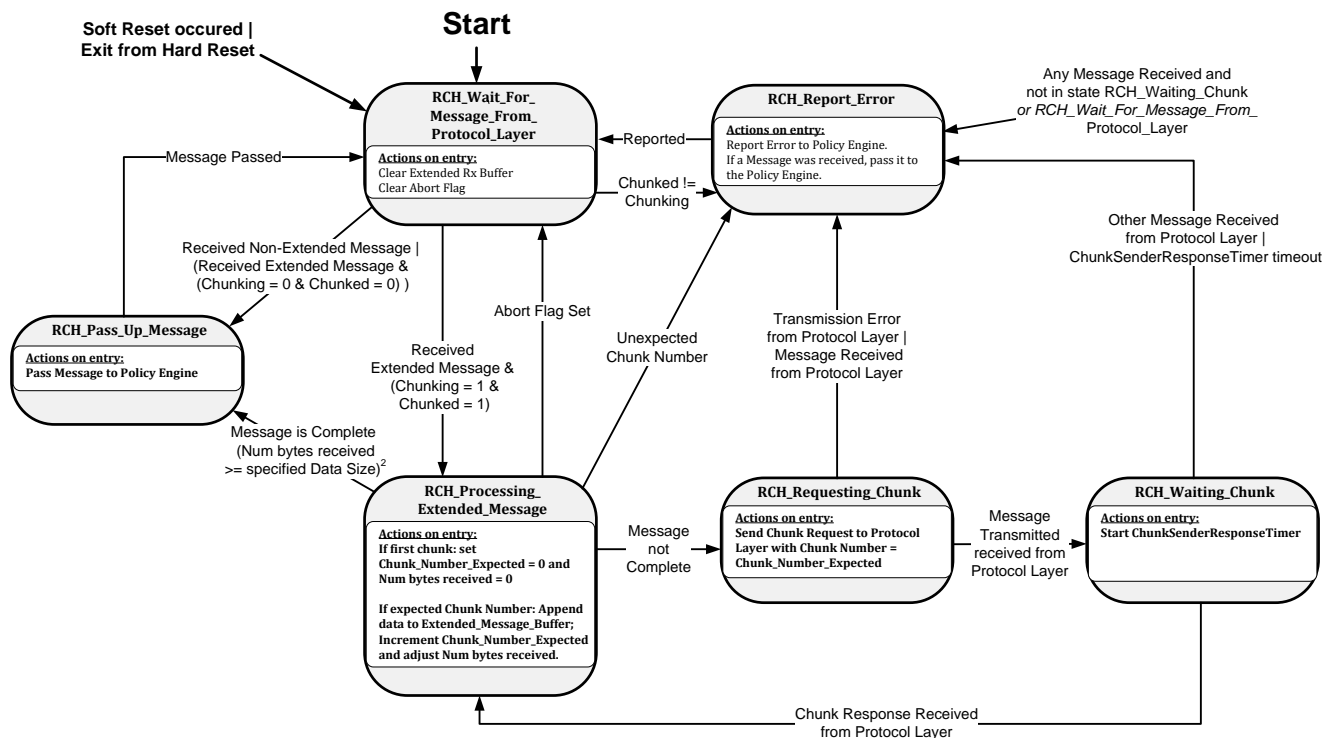 Start
Soft Reset occured |
Exit from Hard Reset
RCH_Wait_For_
Message_From_
Protocol_Layer
Actions on entry:
Clear Extended Rx Buffer
Clear Abort Flag
RCH_Report_Error
Actions on entry:
Report Error to Policy Engine.
If a Message was received, pass it to
the Policy Engine.
Any Message Received and
not in state RCH_Waiting_Chunk
or RCH_Wait_For_Message_From_
Protocol_Layer
Message Passed
Reported
Chunked !=
Chunking
Received Non-Extended Message |
(Received Extended Message &
(Chunking = 0 & Chunked = 0) )
Other Message Received
from Protocol Layer |
ChunkSenderResponseTimer timeout
Abort Flag Set
RCH_Pass_Up_Message
Actions on entry:
Pass Message to Policy Engine
Received
Extended Message &
(Chunking = 1 &
Chunked = 1)
Unexpected
Chunk Number
Transmission Error
from Protocol Layer |
Message Received
from Protocol Layer
Message is Complete
(Num bytes received
>= specified Data Size)2
RCH_Processing_
Extended_Message
Actions on entry:
If first chunk: set
Chunk_Number_Expected = 0 and
Num bytes received = 0
If expected Chunk Number: Append
data to Extended_Message_Buffer;
Increment Chunk_Number_Expected
and adjust Num bytes received.
Message
not
Complete
RCH_Requesting_Chunk
Actions on entry:
Send Chunk Request to Protocol
Layer with Chunk Number =
Chunk_Number_Expected
Message
Transmitted
received from
Protocol Layer
RCH_Waiting_Chunk
Actions on entry:
Start ChunkSenderResponseTimer
Chunk Response Received
from Protocol Layer